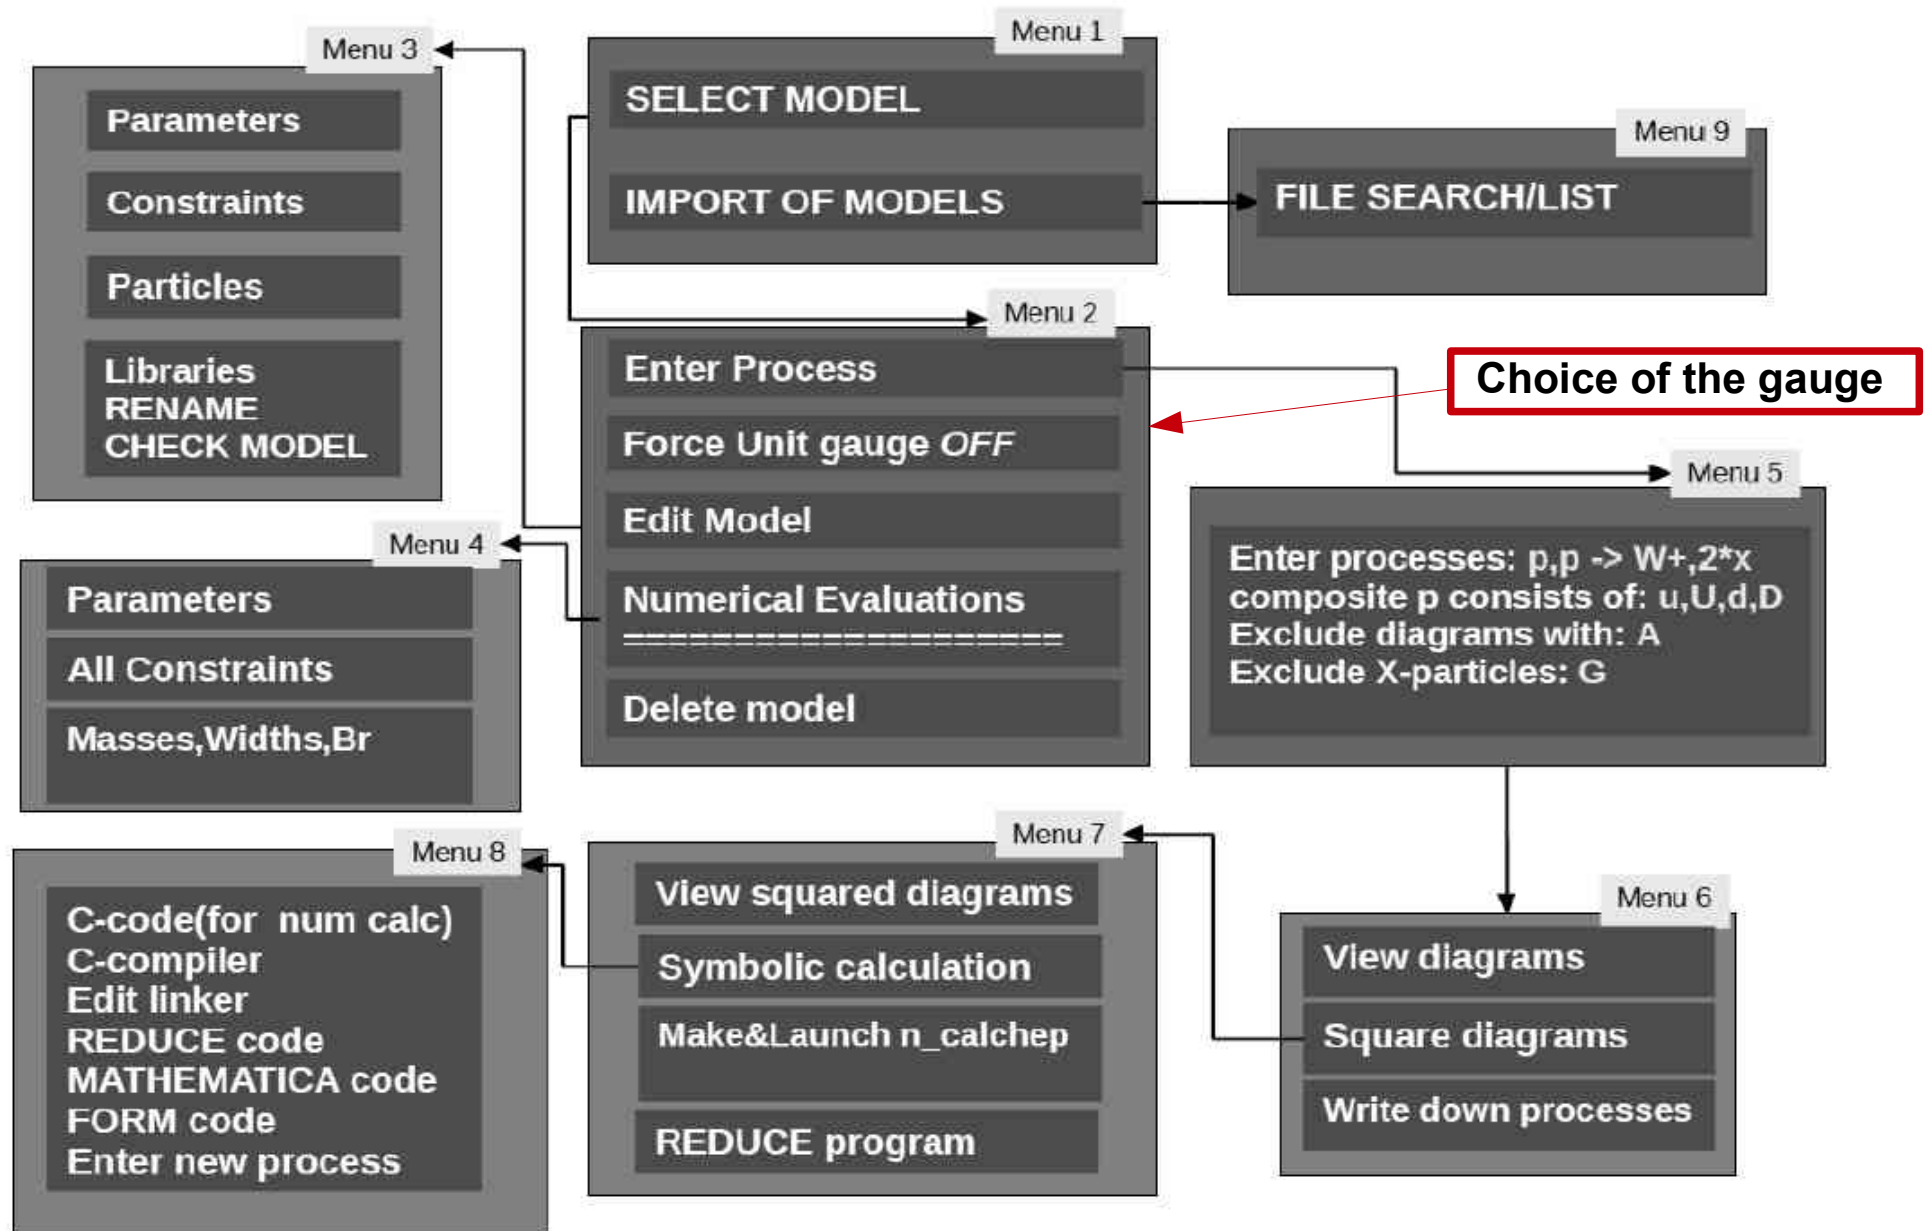 Menu 1
SELECT MODEL
IMPORT OF MODELS
Menu 3
Parameters
Constraints
Particles
Libraries
RENAME
CHECK MODEL
Menu 9
FILE SEARCH/LIST
Menu 2
Enter Process
Force Unit gauge OFF
Edit Model
Numerical Evaluations
=====================
Delete model
Choice of the gauge
Menu 4
Parameters
All Constraints
Masses,Widths,Br
Menu 5
Enter processes: p,p -> W+,2*x
composite p consists of: u,U,d,D
Exclude diagrams with: A
Exclude X-particles: G
Menu 8
C-code(for num calc)
C-compiler
Edit linker
REDUCE code
MATHEMATICA code
FORM code
Enter new process
Menu 7
View squared diagrams
Symbolic calculation
Make&Launch n_calchep
REDUCE program
Menu 6
View diagrams
Square diagrams
Write down processes